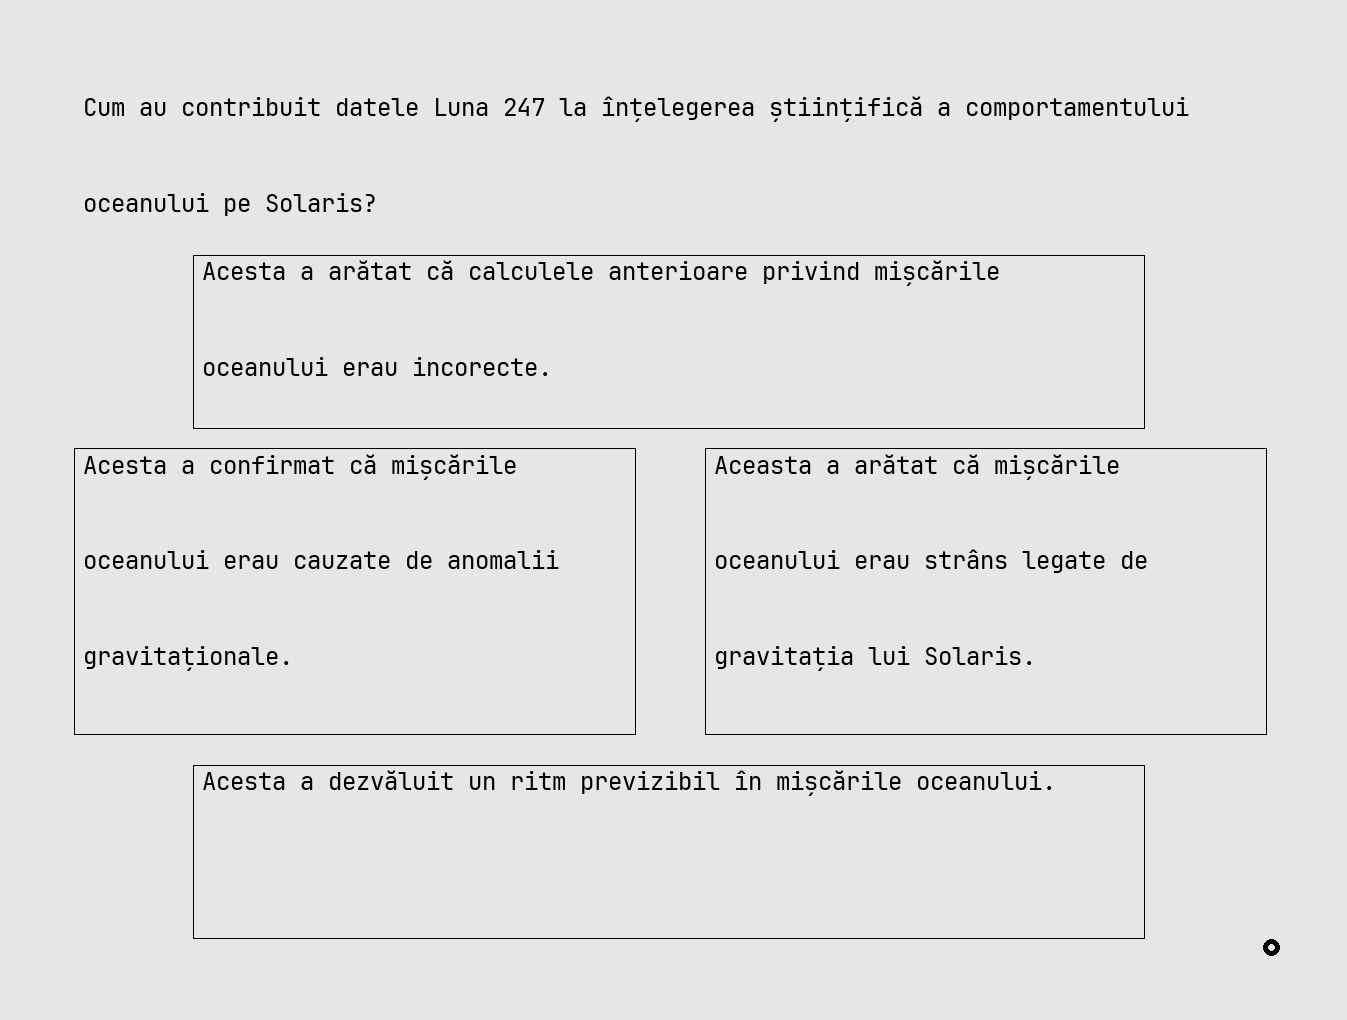 Cum au contribuit datele Luna 247 la înțelegerea științifică a comportamentului
oceanului pe Solaris?
Acesta a arătat că calculele anterioare privind mișcările
oceanului erau incorecte.
Acesta a confirmat că mișcările
oceanului erau cauzate de anomalii
gravitaționale.
Aceasta a arătat că mișcările
oceanului erau strâns legate de
gravitația lui Solaris.
Acesta a dezvăluit un ritm previzibil în mișcările oceanului.